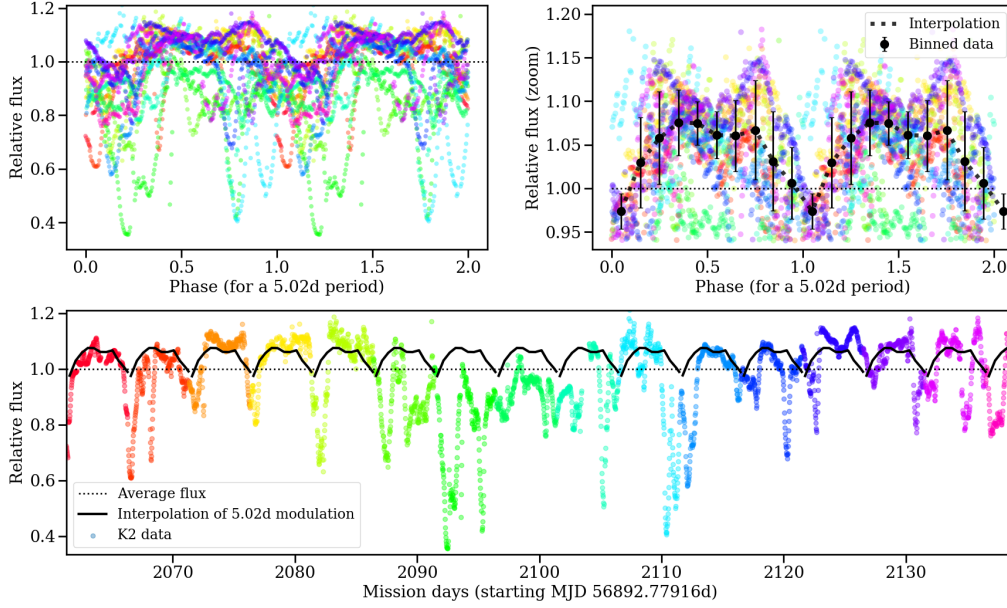 1.2
1.0
0.8
0.6
0.4
Relative flux
0.0 0.5 1.0 1.5 2.0
Phase (for a 5.02d period)
1.20
1.15
1.10
1.05
1.00
0.95
Relative flux (zoom)
Interpolation
Binned data
0.0 0.5 1.0 1.5 2.0
Phase (for a 5.02d period)
1.2
1.0
0.8
0.6
0.4
Relative flux
Average flux
Interpolation of 5.02d modulation
K2 data
2070 2080 2090 2100 2110 2120 2130
Mission days (starting MJD 56892.77916d)